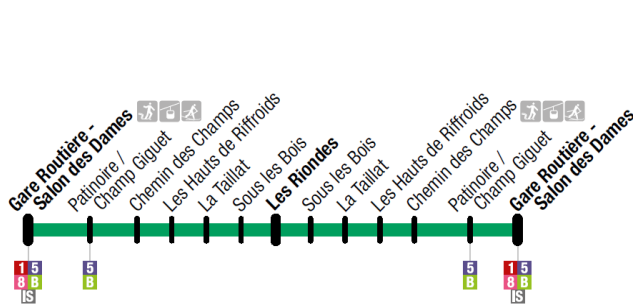 Gare Routière -
Salon des Dames
Patinoire /
Champ Giguet
Chemin des Champs
Les Hauts de Riffroids
La Taillat
Sous les Bois
Les Riondes
Sous les Bois
La Taillat
Les Hauts de Riffroids
Chemin des Champs
Patinoire /
Champ Giguet
Gare Routière -
Salon des Dames
1 5
8 B
IS
5
B
5
B
1 5
8 B
IS